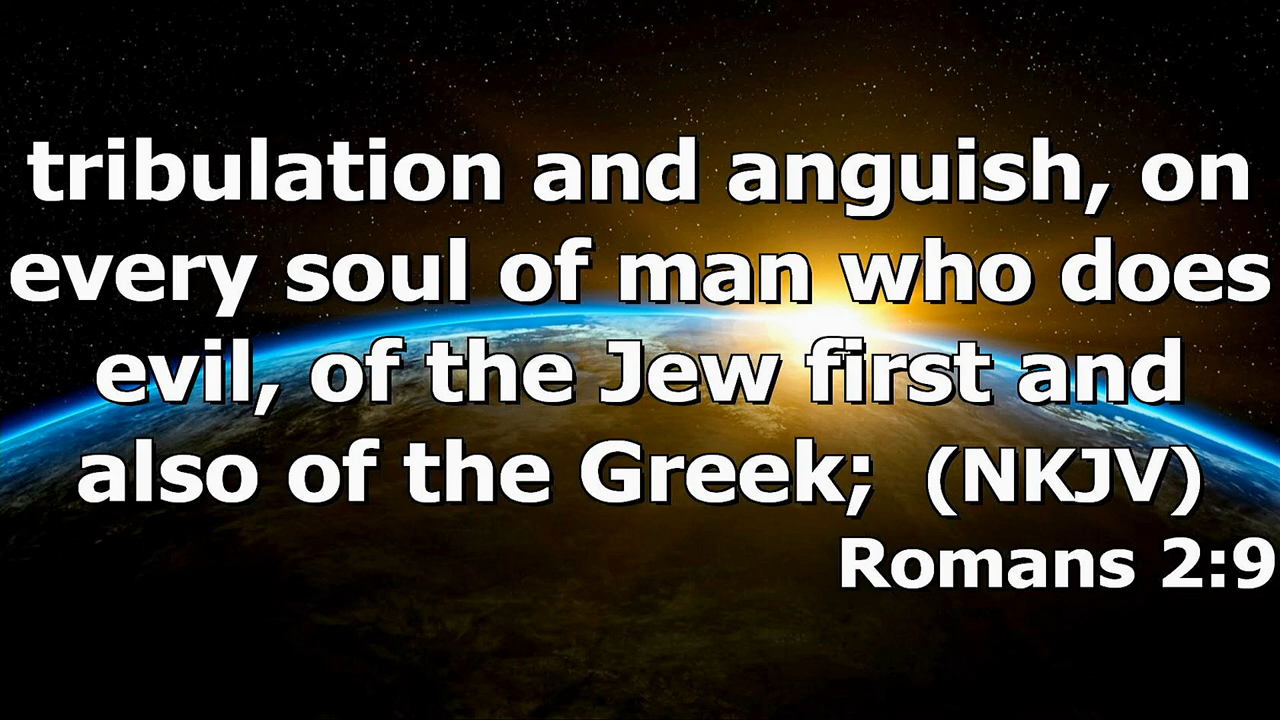 tribulation and anguish, on
every soul of man who does
evil, of the Jew first and
also of the Greek; (NKJV)
Romans 2:9